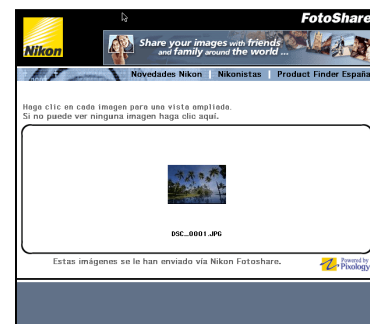 FotoShare
Nikon
Share your images with friends
and family around the world ...
Novedades Nikon | Nikonistas | Product Finder España
Haga clic en cada imagen para una vista ampliada.
Si no puede ver ninguna imagen haga clic aquí.
DSC_0001.JPG
Estas imágenes se le han enviado vía Nikon Fotoshare.
Powered by
Pixology